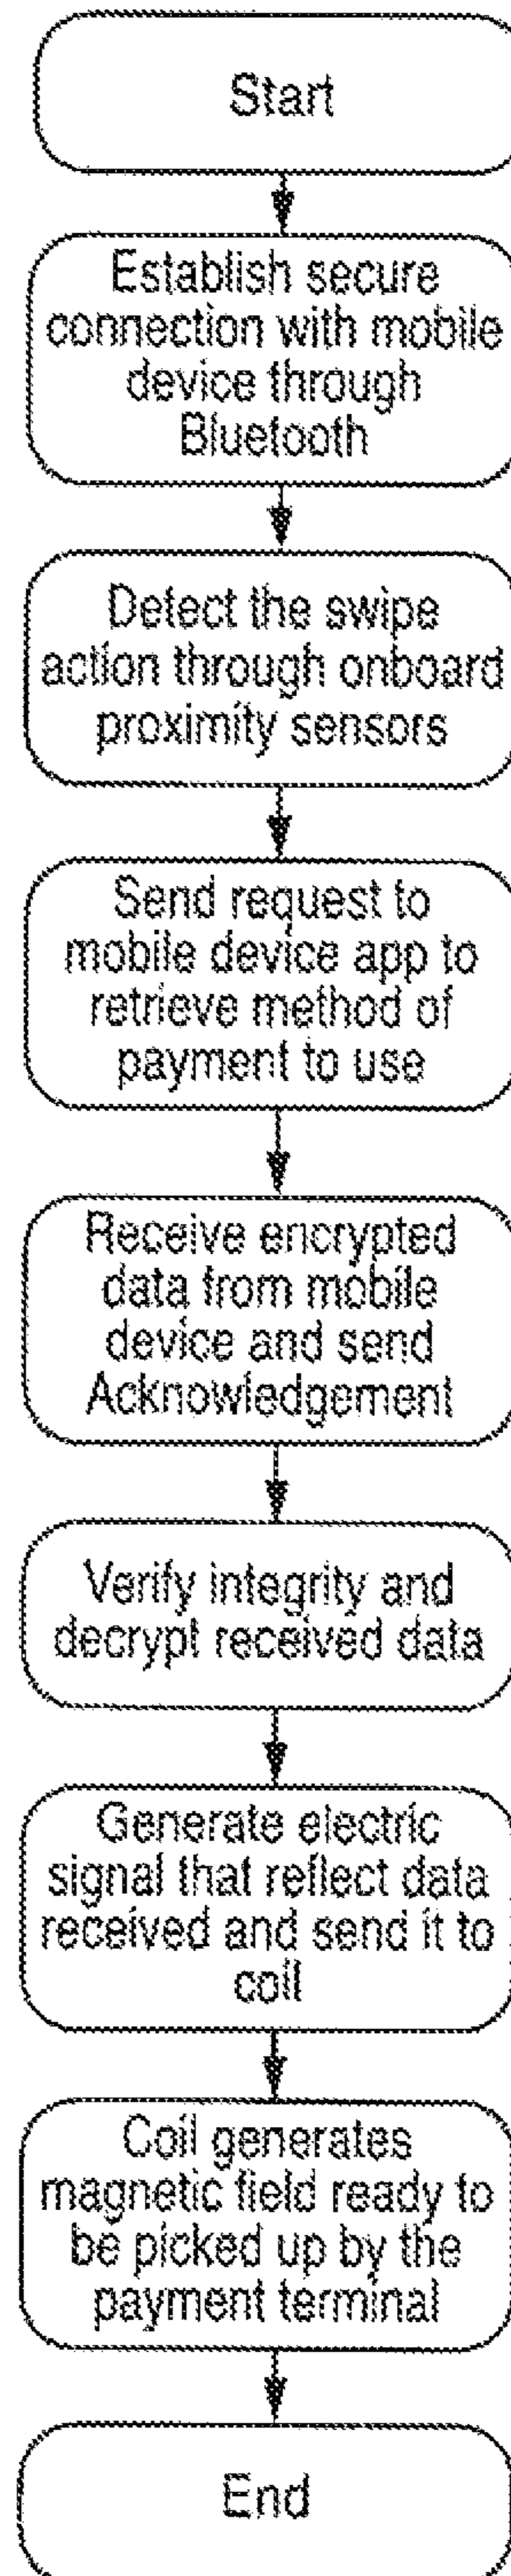 Start
Establish secure
connection with mobile
device through
Bluetooth
Detect the swipe
action through onboard
proximity sensors
Send request to
mobile device app to
retrieve method of
payment to use
Receive encrypted
data from mobile
device and send
Acknowledgement
Verify integrity and
decrypt received data
Generate electric
signal that reflect data
received and send it to
coil
Coil generates
magnetic field ready to
be picked up by the
payment terminal
End